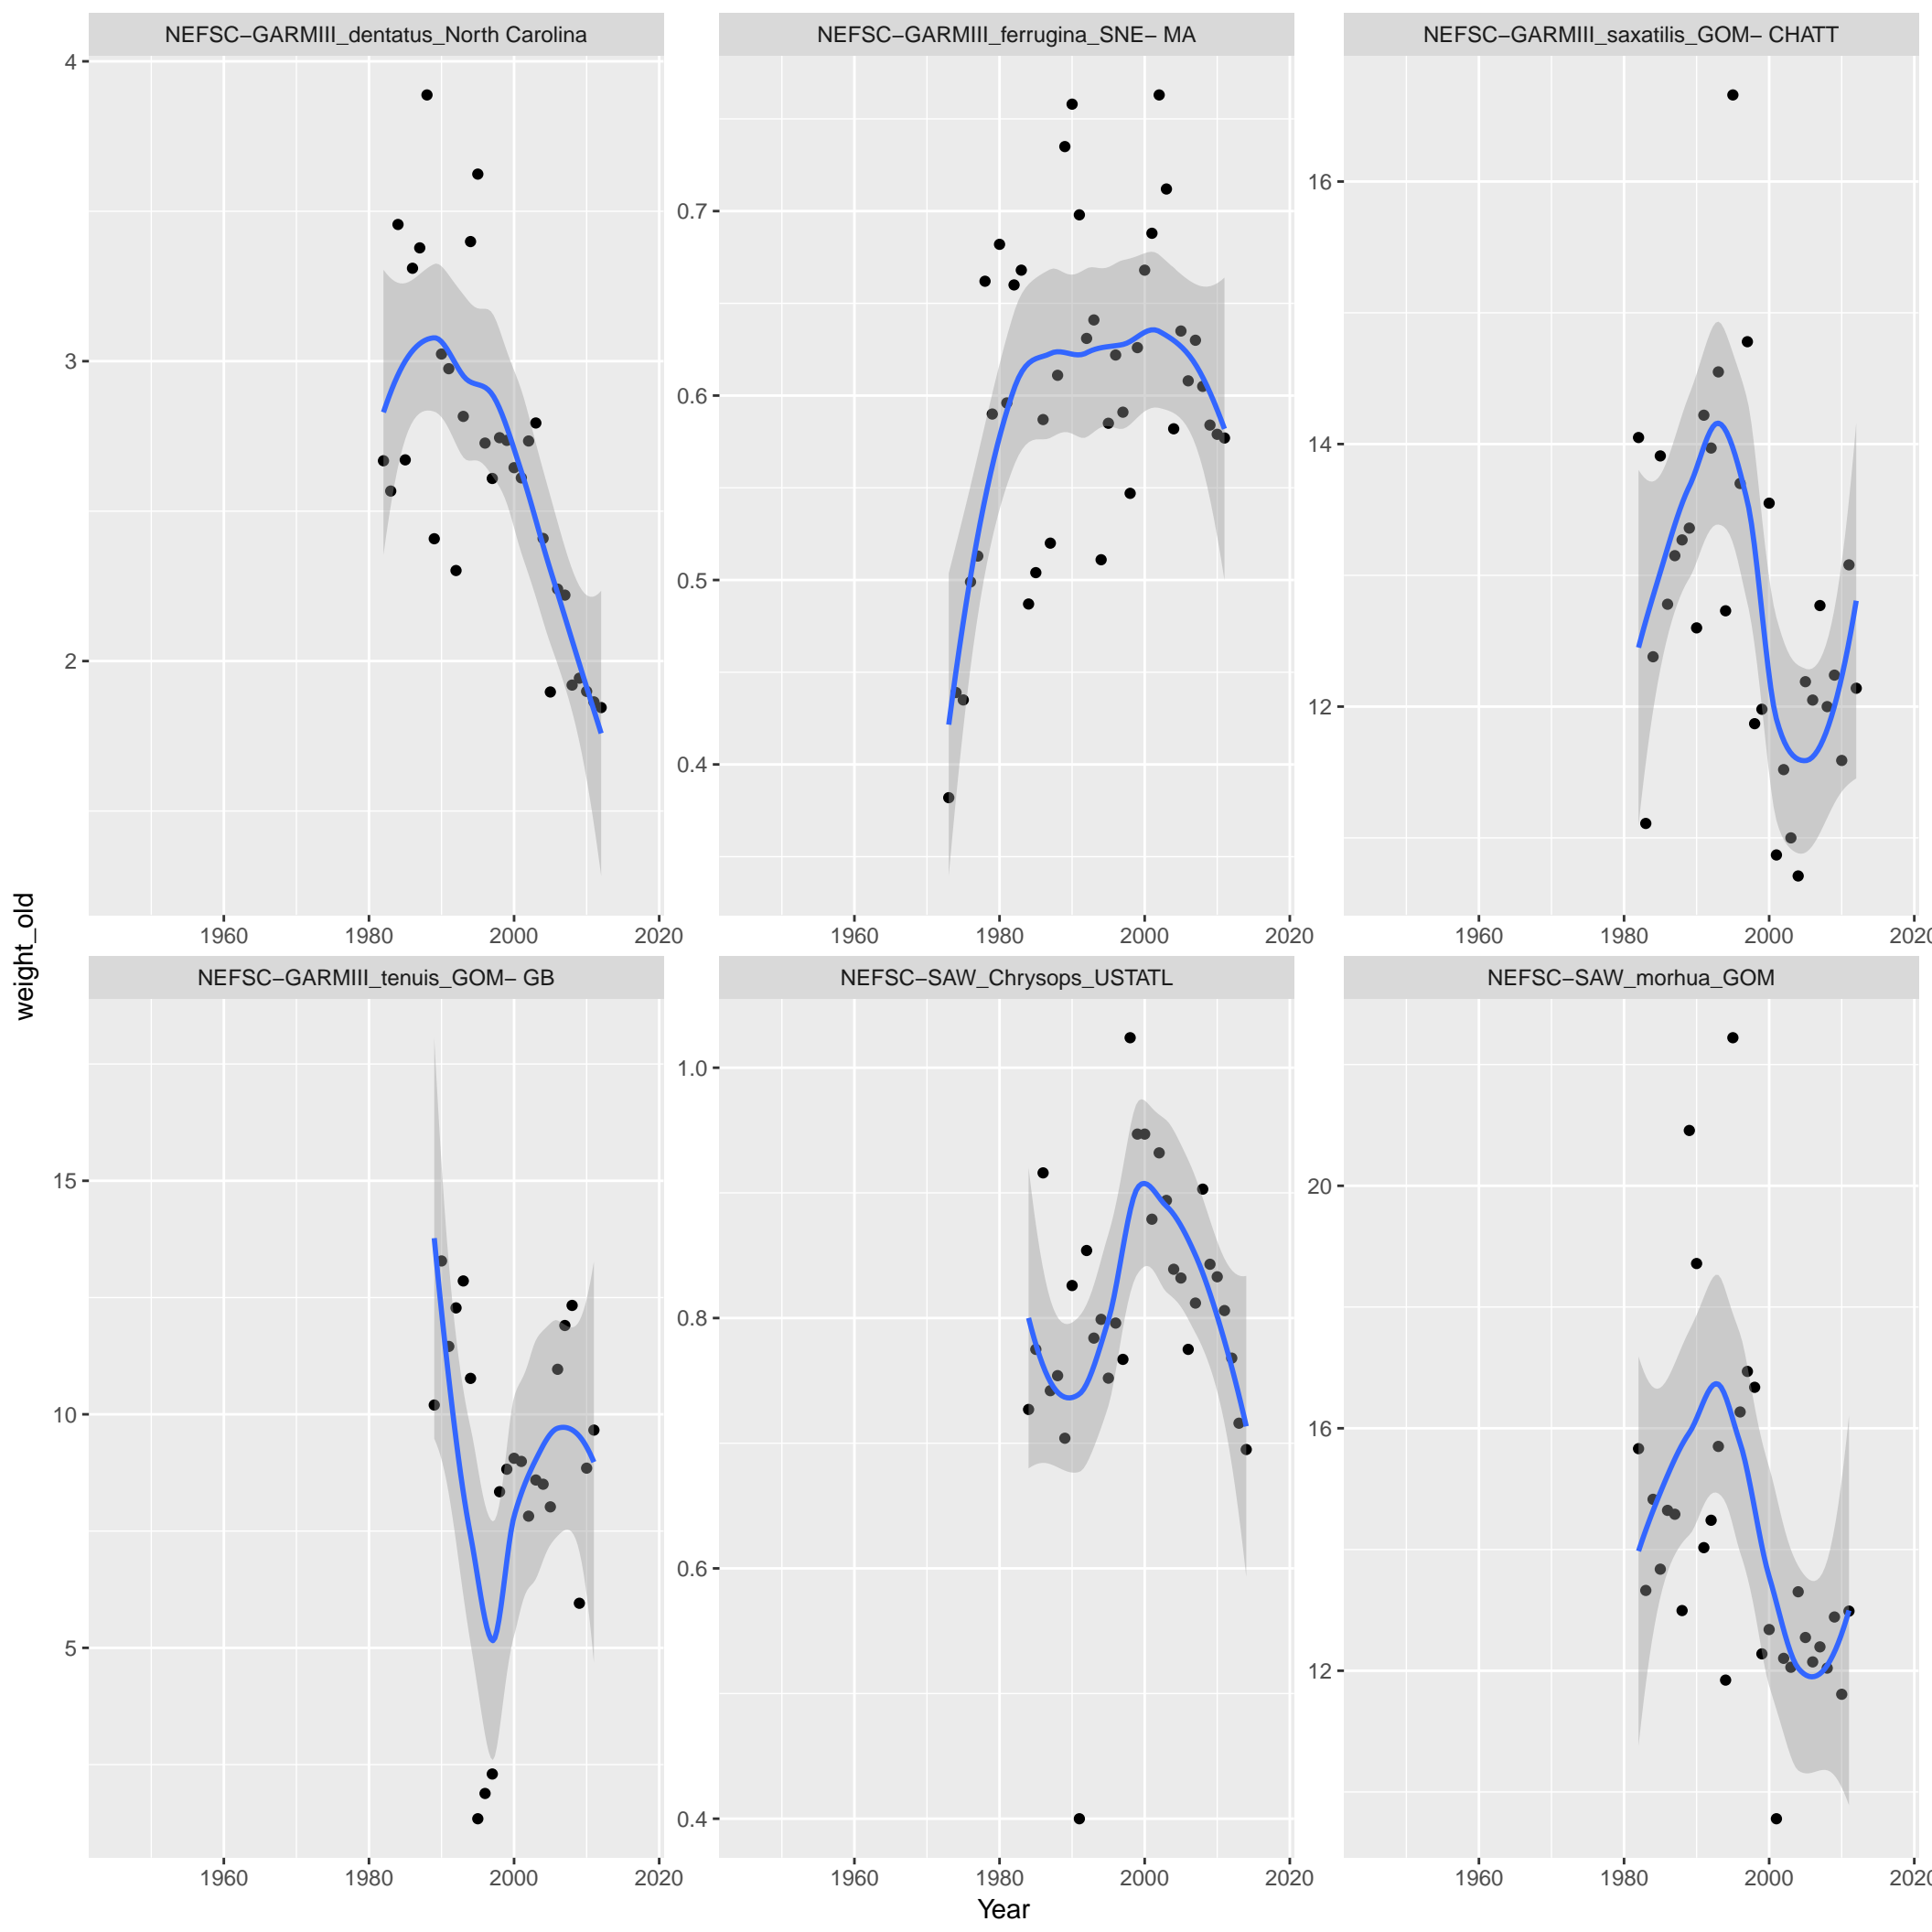 NEFSC−GARMIII_dentatus_North Carolina
NEFSC−GARMIII_ferrugina_SNE− MA
NEFSC−GARMIII_saxatilis_GOM− CHATT
4
3
2
0.7
0.6
0.5
0.4
16
14
12
1960 1980 2000 2020
1960 1980 2000 2020
1960 1980 2000 2020
weight_old
NEFSC−GARMIII_tenuis_GOM− GB
NEFSC−SAW_Chrysops_USTATL
NEFSC−SAW_morhua_GOM
15
10
5
1.0
0.8
0.6
0.4
20
16
12
1960 1980 2000 2020
1960 1980 2000 2020
1960 1980 2000 2020
Year